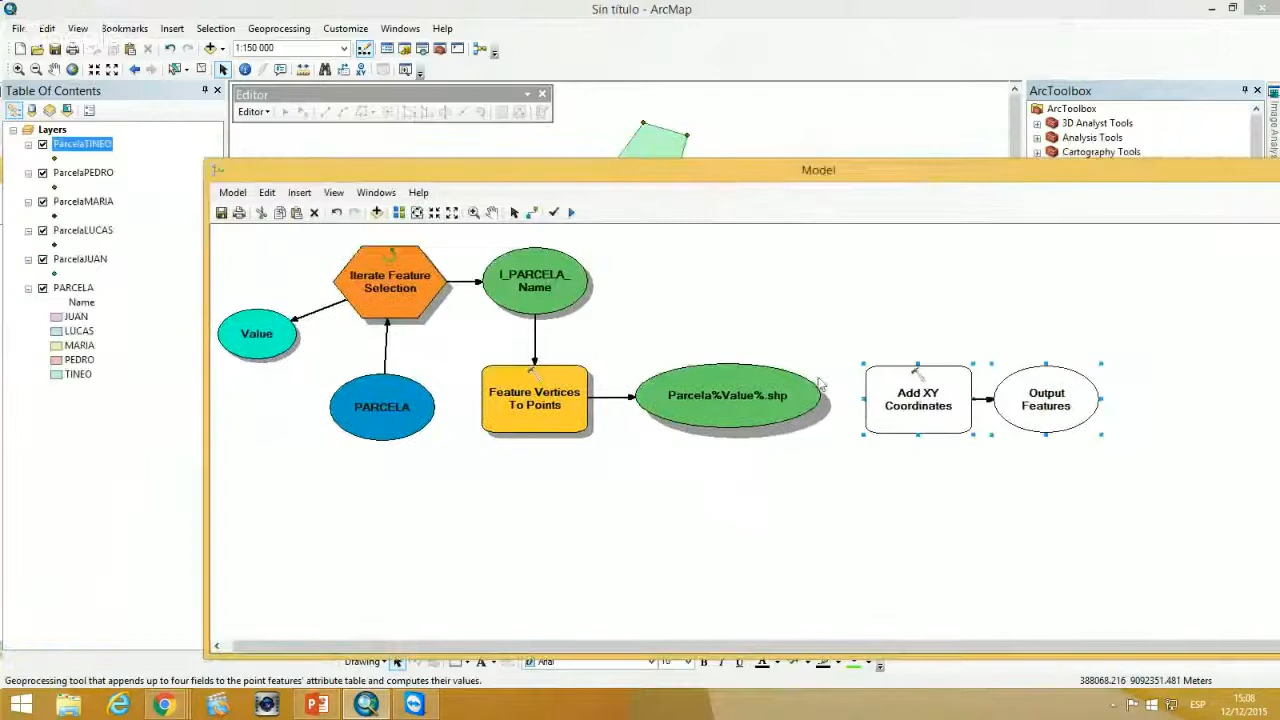 Sin título - ArcMap
File Edit View Bookmarks Insert Selection Geoprocessing Customize Windows Help
1:150 000
Table Of Contents
Editor
Editor
ArcToolbox
Layers
ArcToolbox
3D Analyst Tools
Analysis Tools
Cartography Tools
ParcelaTINEO
ParcelaPEDRO
ParcelaMARIA
ParcelaLUCAS
ParcelaJUAN
PARCELA
Name
JUAN
LUCAS
MARIA
PEDRO
TINEO
Model
Model Edit Insert View Windows Help
Iterate Feature
Selection
I_PARCELA_
Name
Value
PARCELA
Feature Vertices
To Points
Parcela%Value%.shp
Add XY
Coordinates
Output
Features
Drawing
Arial
10
B I U A
Geoprocessing tool that appends up to four fields to the point features' attribute table and computes their values.
388068.216 9092351.481 Meters
ESP
15:08
12/12/2015